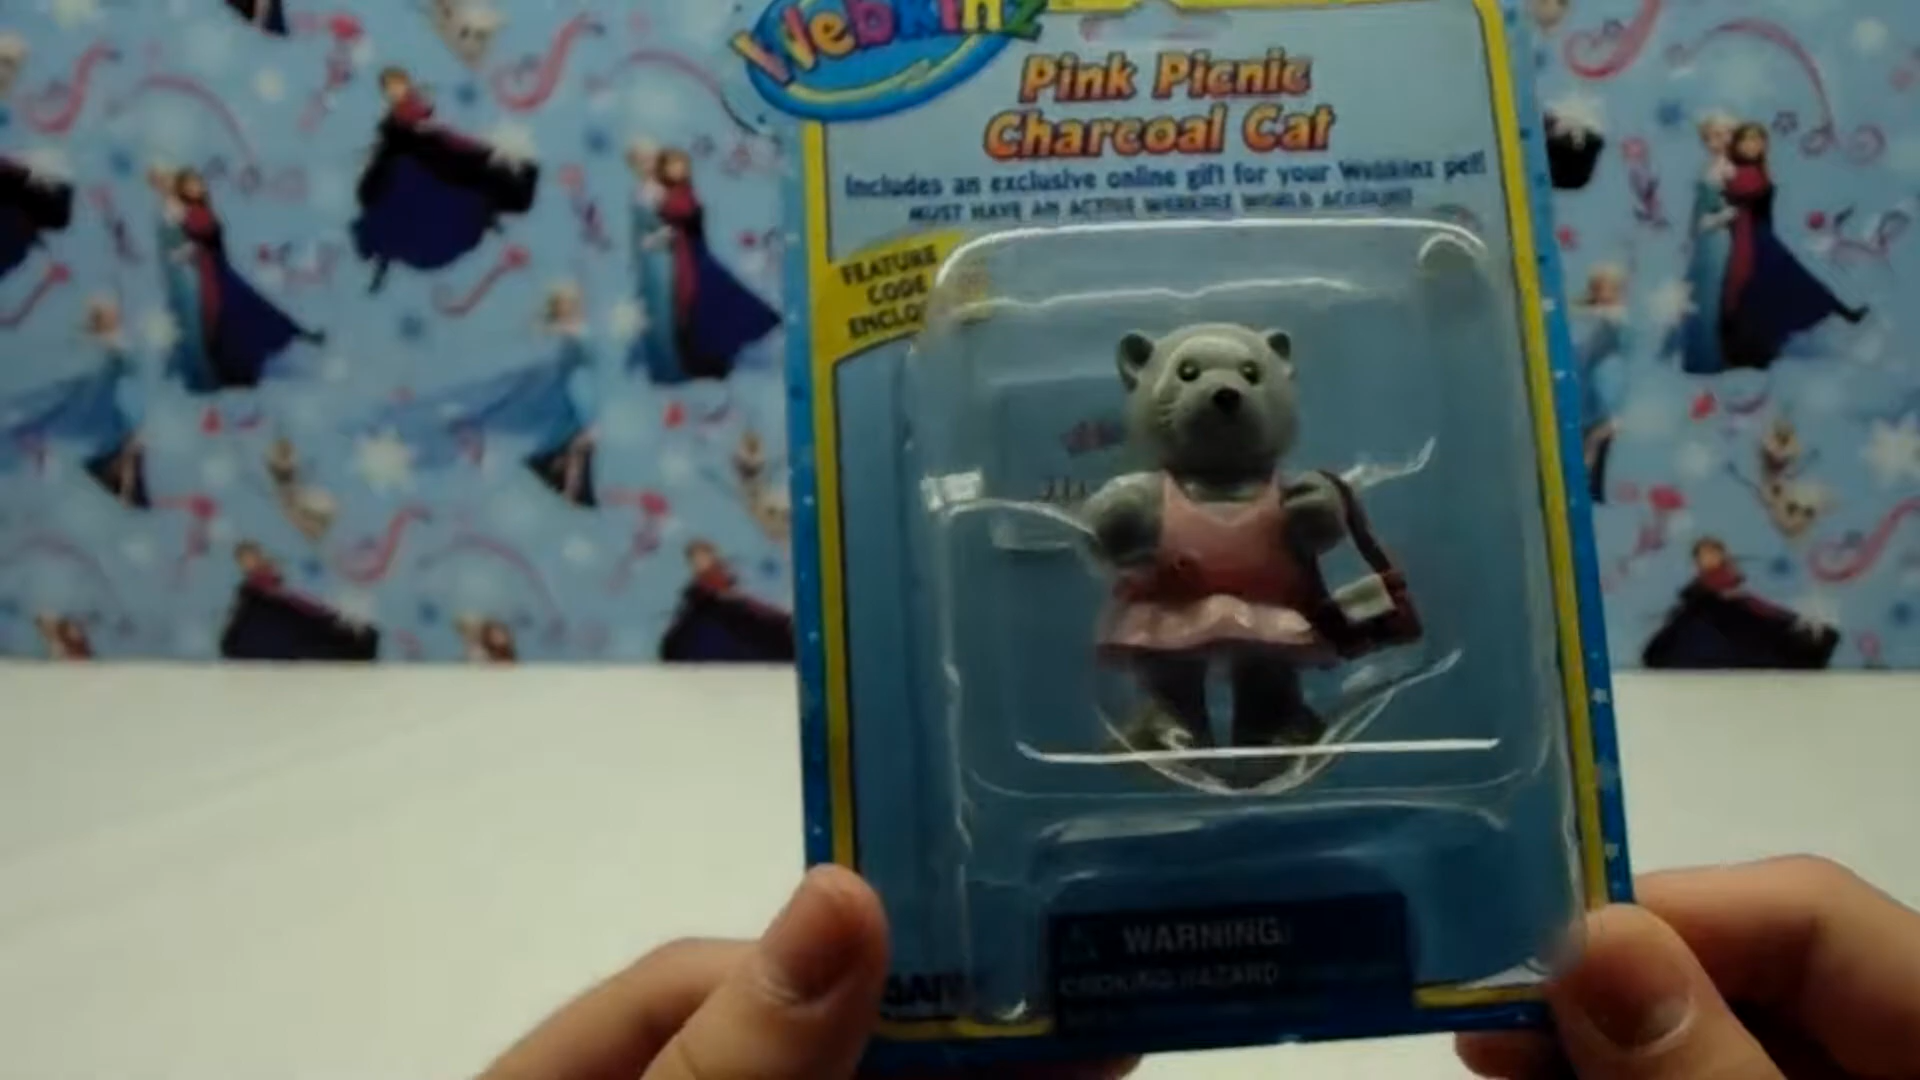 Webkinz
Pink Picnic
Charcoal Cat
Includes an exclusive online gift for your Webkinz pet!
MUST HAVE AN ACTIVE WEBKINZ WORLD ACCOUNT
FEATURE
CODE
ENCLO
WARNING:
CHOKING HAZARD